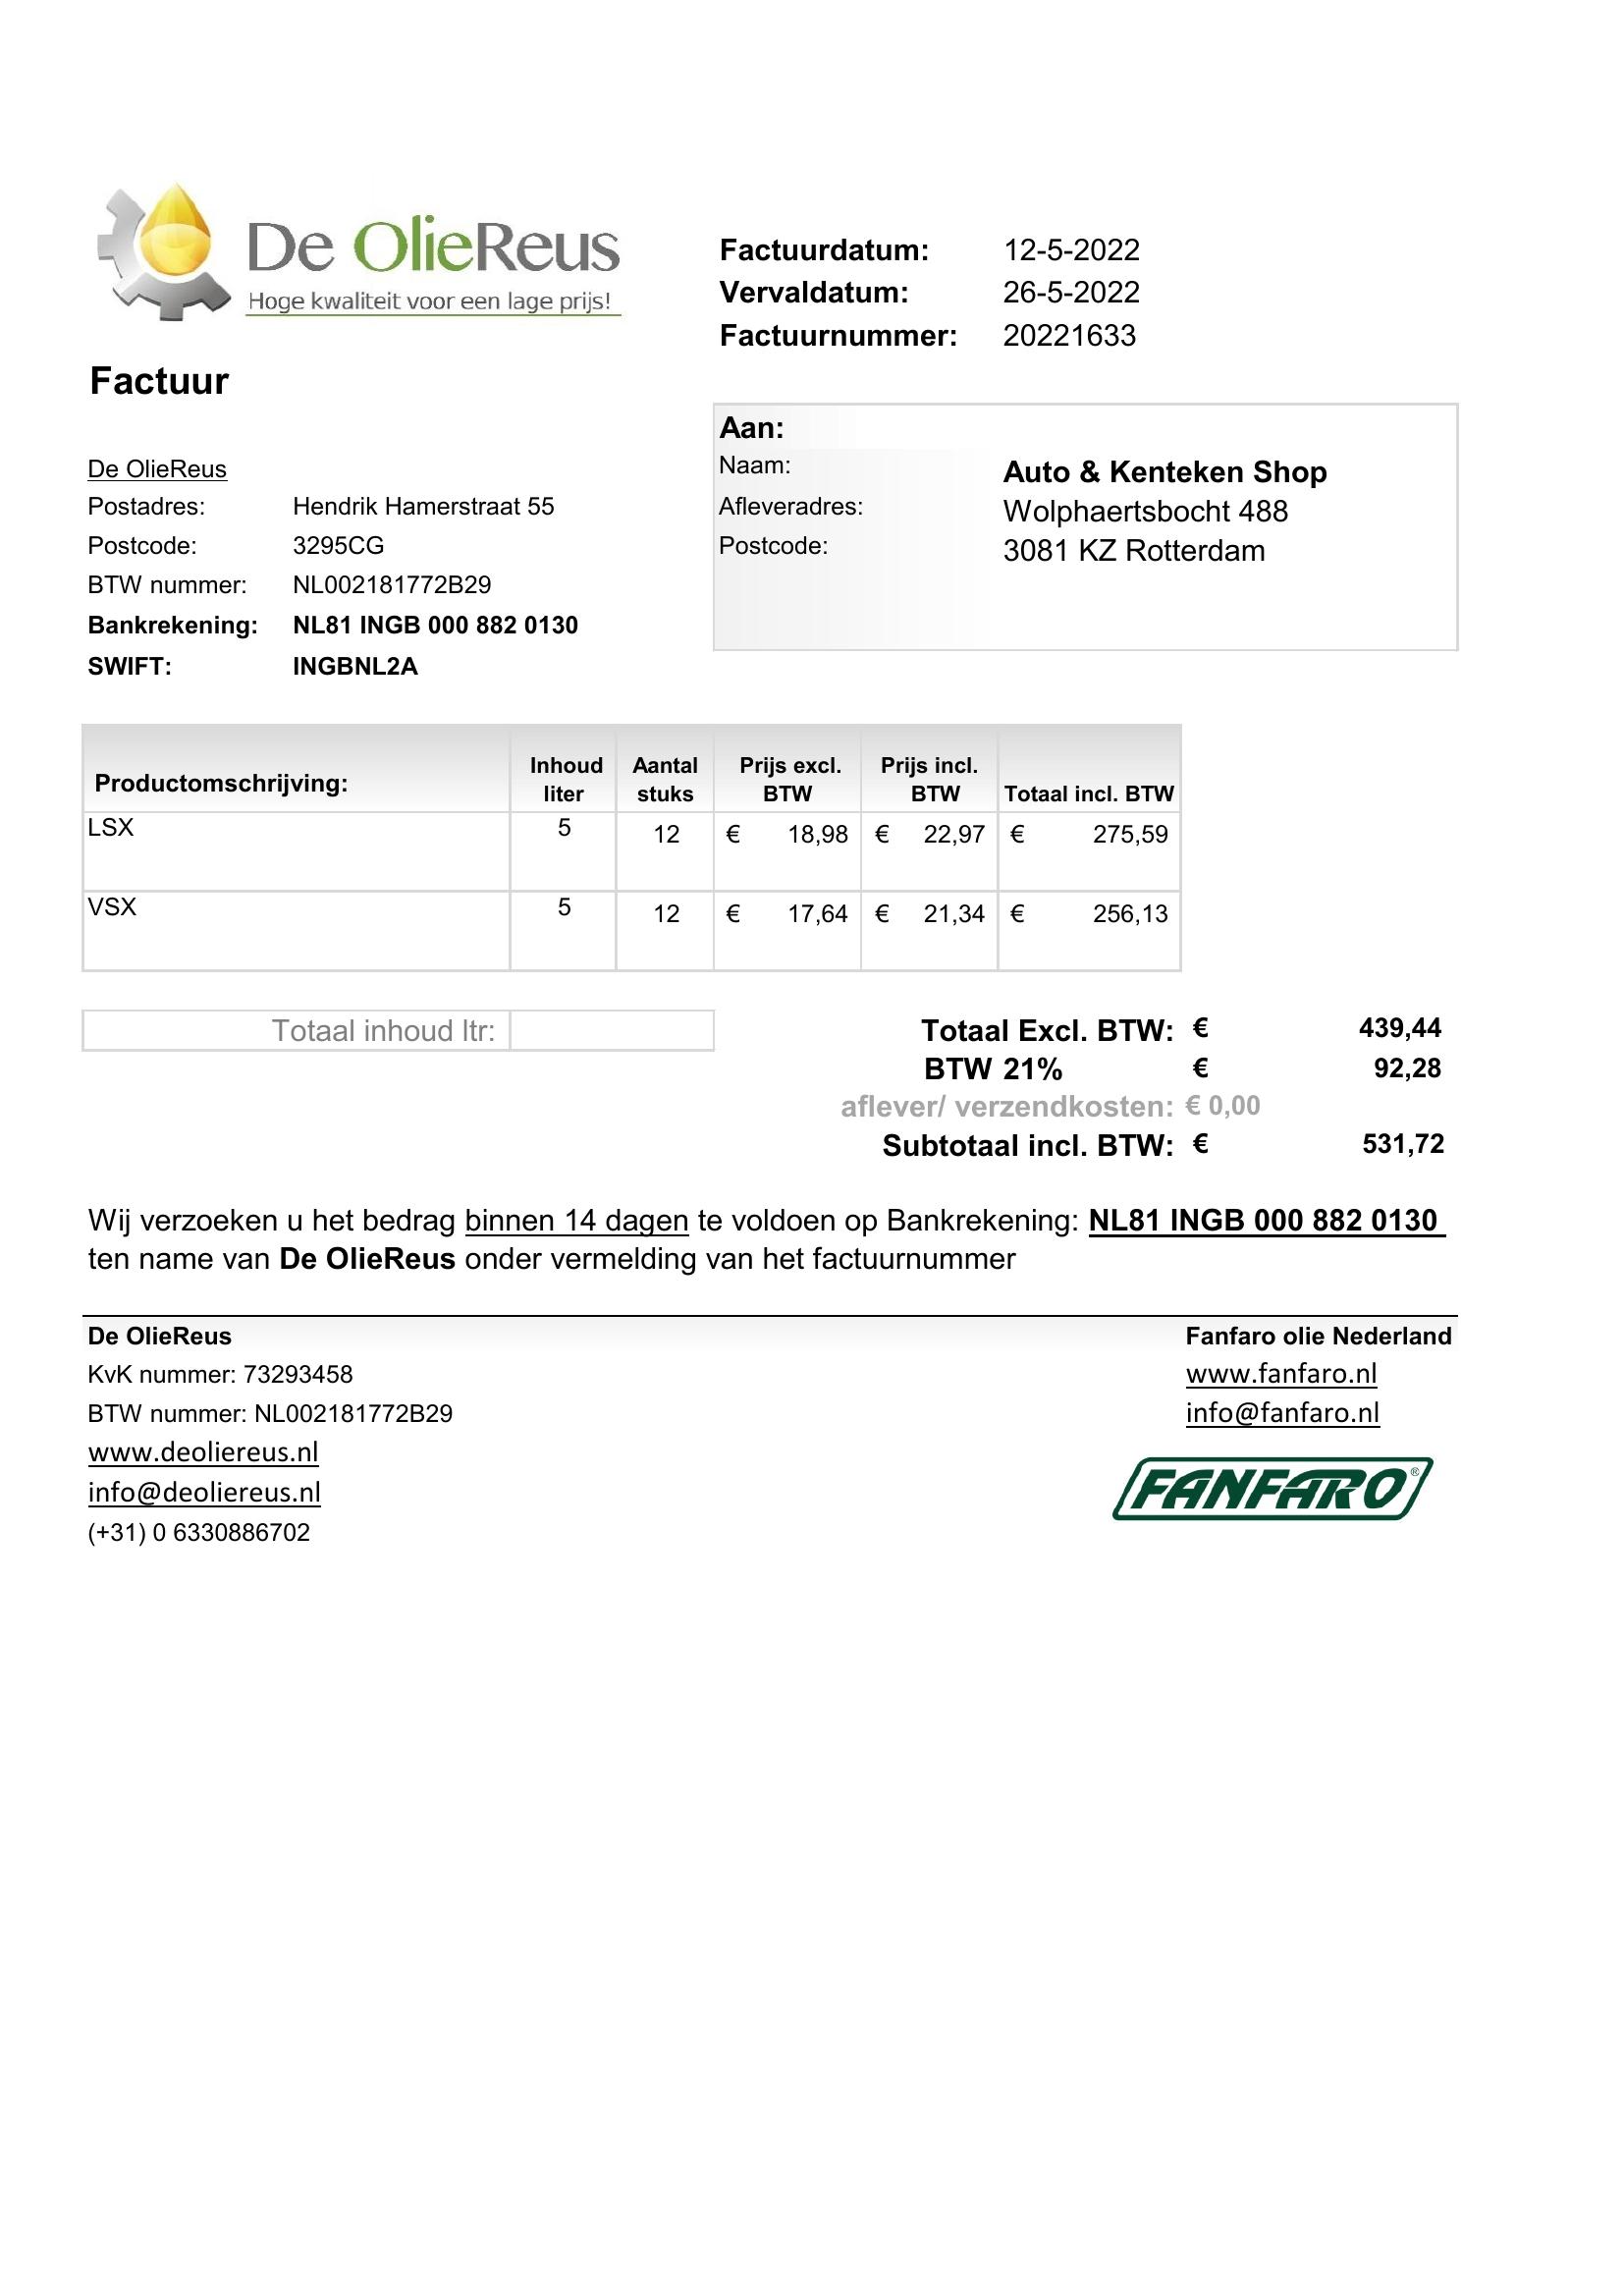 De OlieReus
Hoge kwaliteit voor een lage prijs!
Factuurdatum: 12-5-2022
Vervaldatum: 26-5-2022
Factuurnummer: 20221633
Factuur
De OlieReus
Postadres: Hendrik Hamerstraat 55
Postcode: 3295CG
BTW nummer: NL002181772B29
Bankrekening: NL81 INGB 000 882 0130
SWIFT: INGBNL2A
Aan:
Naam: Auto & Kenteken Shop
Afleveradres: Wolphaertsbocht 488
Postcode: 3081 KZ Rotterdam
Productomschrijving: Inhoud liter Aantal stuks Prijs excl. BTW Prijs incl. BTW Totaal incl. BTW
LSX 5 12 € 18,98 € 22,97 € 275,59
VSX 5 12 € 17,64 € 21,34 € 256,13
Totaal inhoud ltr:
Totaal Excl. BTW: € 439,44
BTW 21% € 92,28
aflever/ verzendkosten: € 0,00
Subtotaal incl. BTW: € 531,72
Wij verzoeken u het bedrag binnen 14 dagen te voldoen op Bankrekening: NL81 INGB 000 882 0130
ten name van De OlieReus onder vermelding van het factuurnummer
De OlieReus
KvK nummer: 73293458
BTW nummer: NL002181772B29
www.deoliereus.nl
info@deoliereus.nl
(+31) 0 6330886702
Fanfaro olie Nederland
www.fanfaro.nl
info@fanfaro.nl
FANFARO®